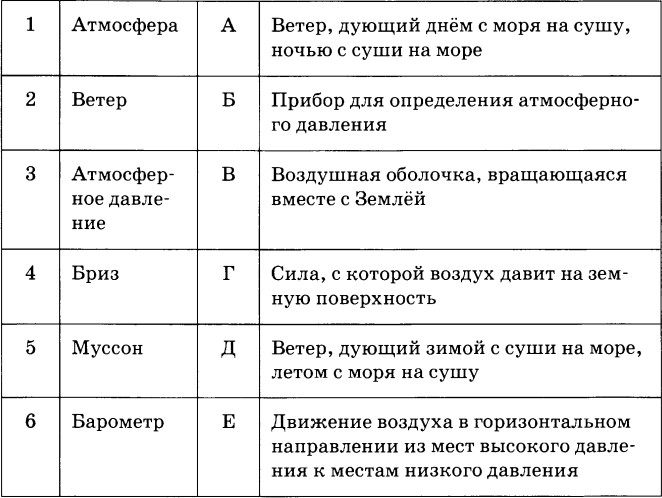 1 Атмосфера А Ветер, дующий днём с моря на сушу,
ночью с суши на море
2 Ветер Б Прибор для определения атмосферно-
го давления
3 Атмосфер- В Воздушная оболочка, вращающаяся
ное давле- вместе с Землёй
ние
4 Бриз Г Сила, с которой воздух давит на зем-
ную поверхность
5 Муссон Д Ветер, дующий зимой с суши на море,
летом с моря на сушу
6 Барометр Е Движение воздуха в горизонтальном
направлении из мест высокого давле-
ния к местам низкого давления